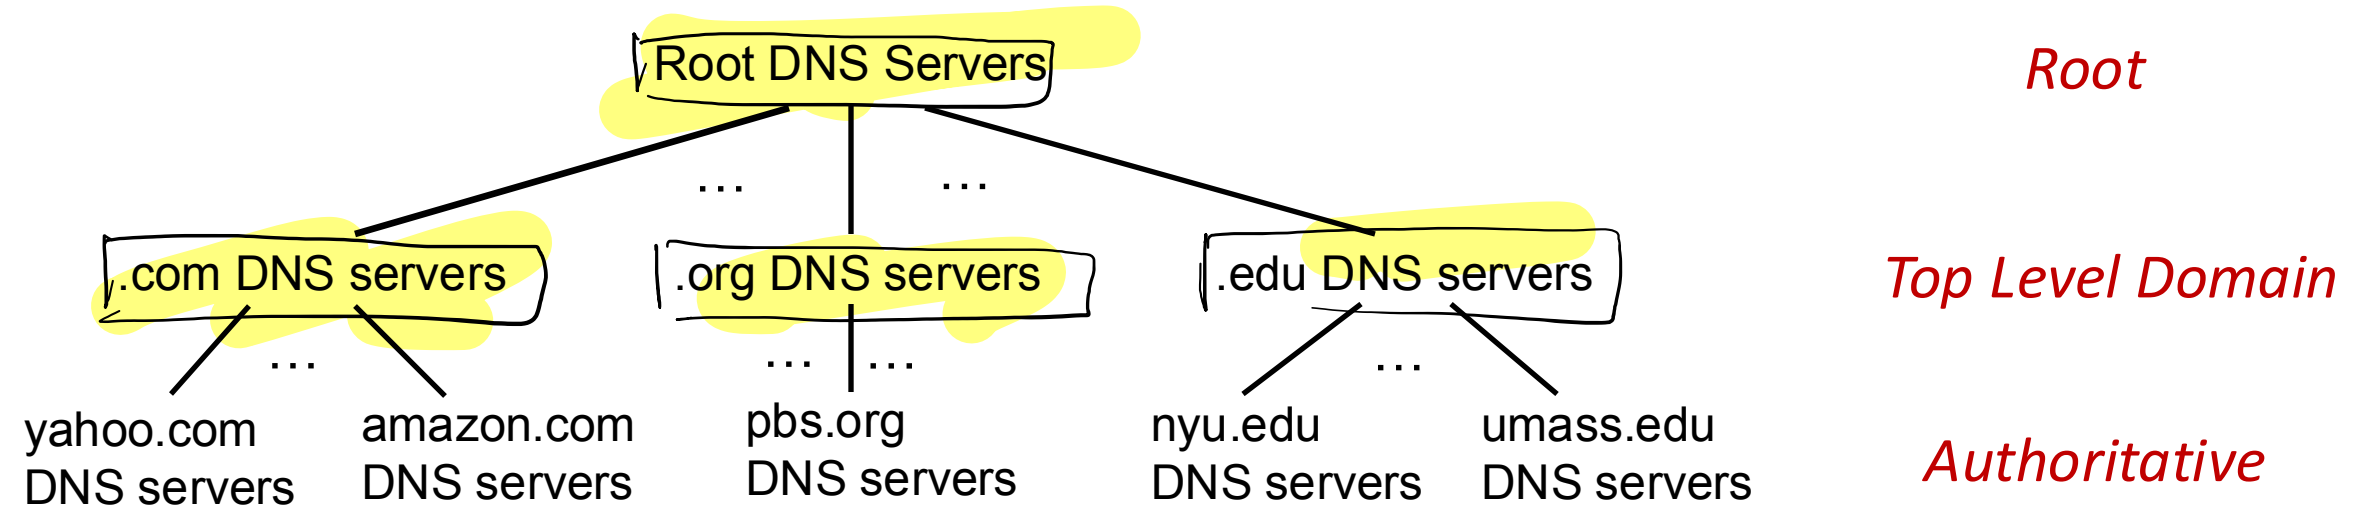 Root DNS Servers
Root
…
…
.com DNS servers
.org DNS servers
.edu DNS servers
Top Level Domain
…
…
…
…
yahoo.com
DNS servers
amazon.com
DNS servers
pbs.org
DNS servers
nyu.edu
DNS servers
umass.edu
DNS servers
Authoritative